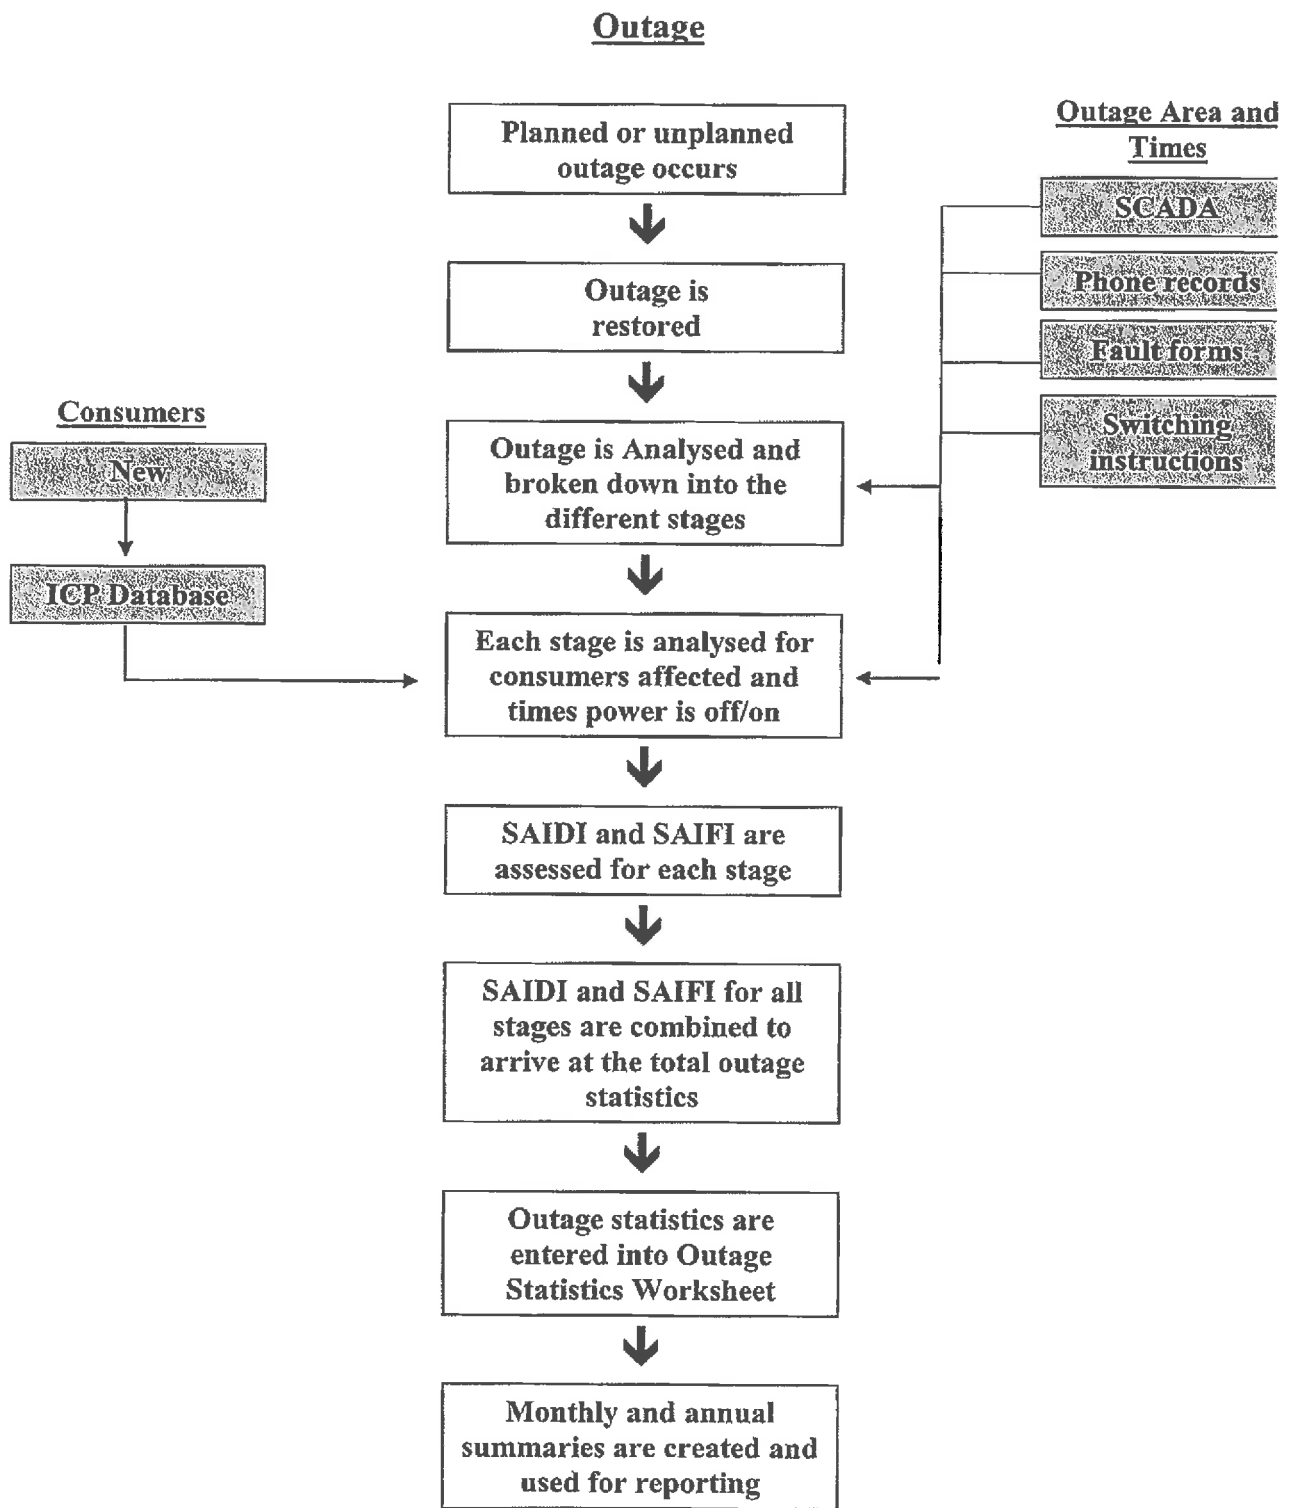 Outage
Planned or unplanned
outage occurs
Outage is
restored
Outage is Analysed and
broken down into the
different stages
Each stage is analysed for
consumers affected and
times power is off/on
SAIDI and SAIFI are
assessed for each stage
SAIDI and SAIFI for all
stages are combined to
arrive at the total outage
statistics
Outage statistics are
entered into Outage
Statistics Worksheet
Monthly and annual
summaries are created and
used for reporting
Consumers
New
ICP Database
Outage Area and
Times
SCADA
Phone records
Fault forms
Switching
instructions